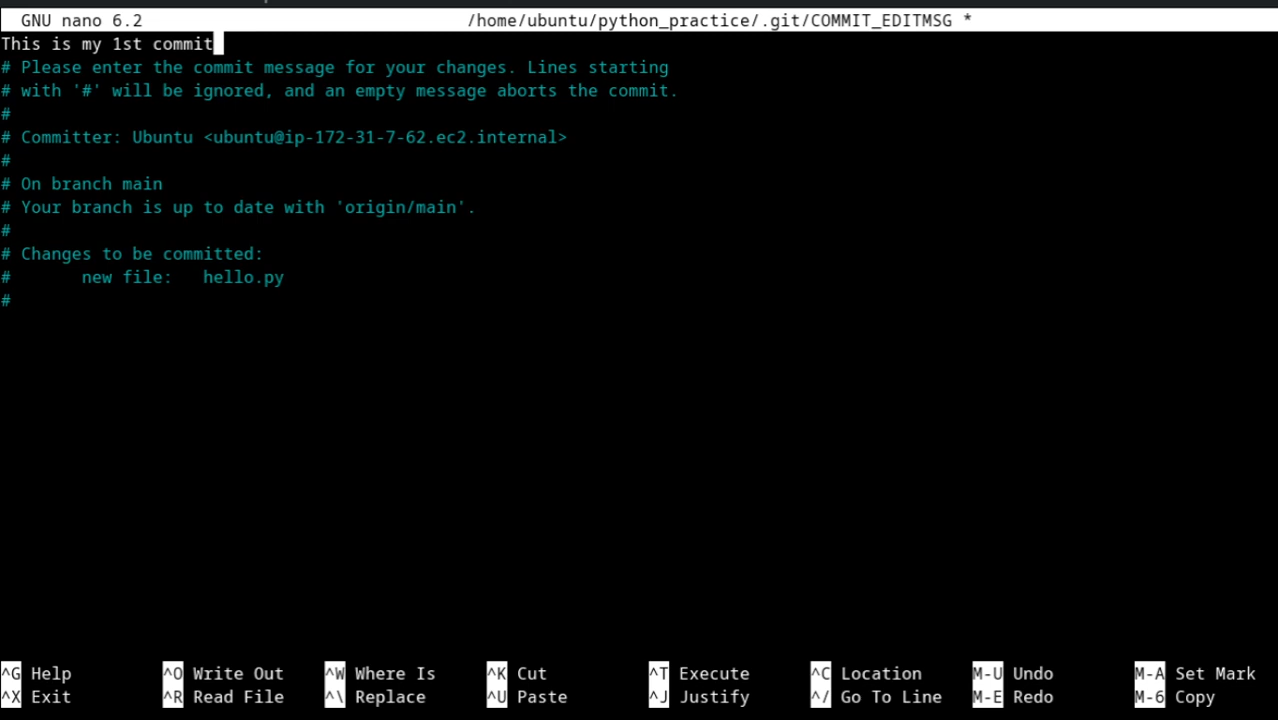 GNU nano 6.2 /home/ubuntu/python_practice/.git/COMMIT_EDITMSG *
This is my 1st commit
# Please enter the commit message for your changes. Lines starting
# with '#' will be ignored, and an empty message aborts the commit.
#
# Committer: Ubuntu <ubuntu@ip-172-31-7-62.ec2.internal>
#
# On branch main
# Your branch is up to date with 'origin/main'.
#
# Changes to be committed:
#       new file:   hello.py
#
^G Help ^O Write Out ^W Where Is ^K Cut ^T Execute ^C Location M-U Undo M-A Set Mark
^X Exit ^R Read File ^\ Replace ^U Paste ^J Justify ^/ Go To Line M-E Redo M-6 Copy